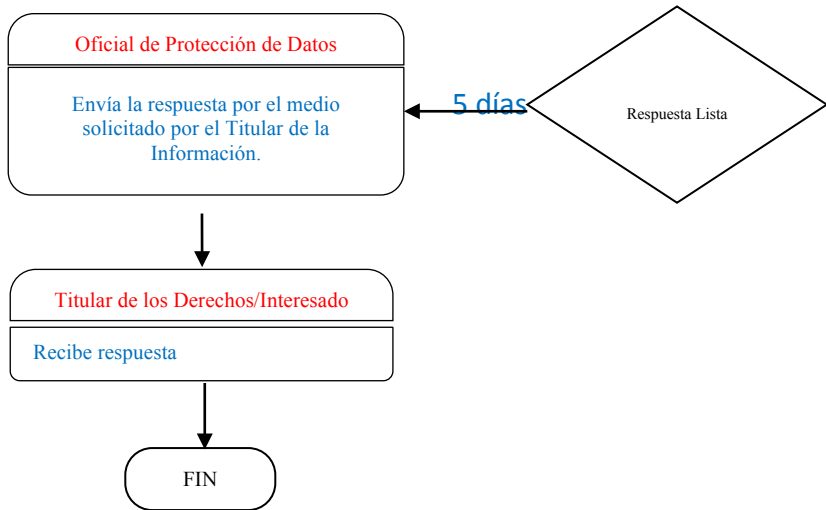 Oficial de Protección de Datos
Envía la respuesta por el medio
solicitado por el Titular de la
Información.
5 días
Respuesta Lista
Titular de los Derechos/Interesado
Recibe respuesta
FIN